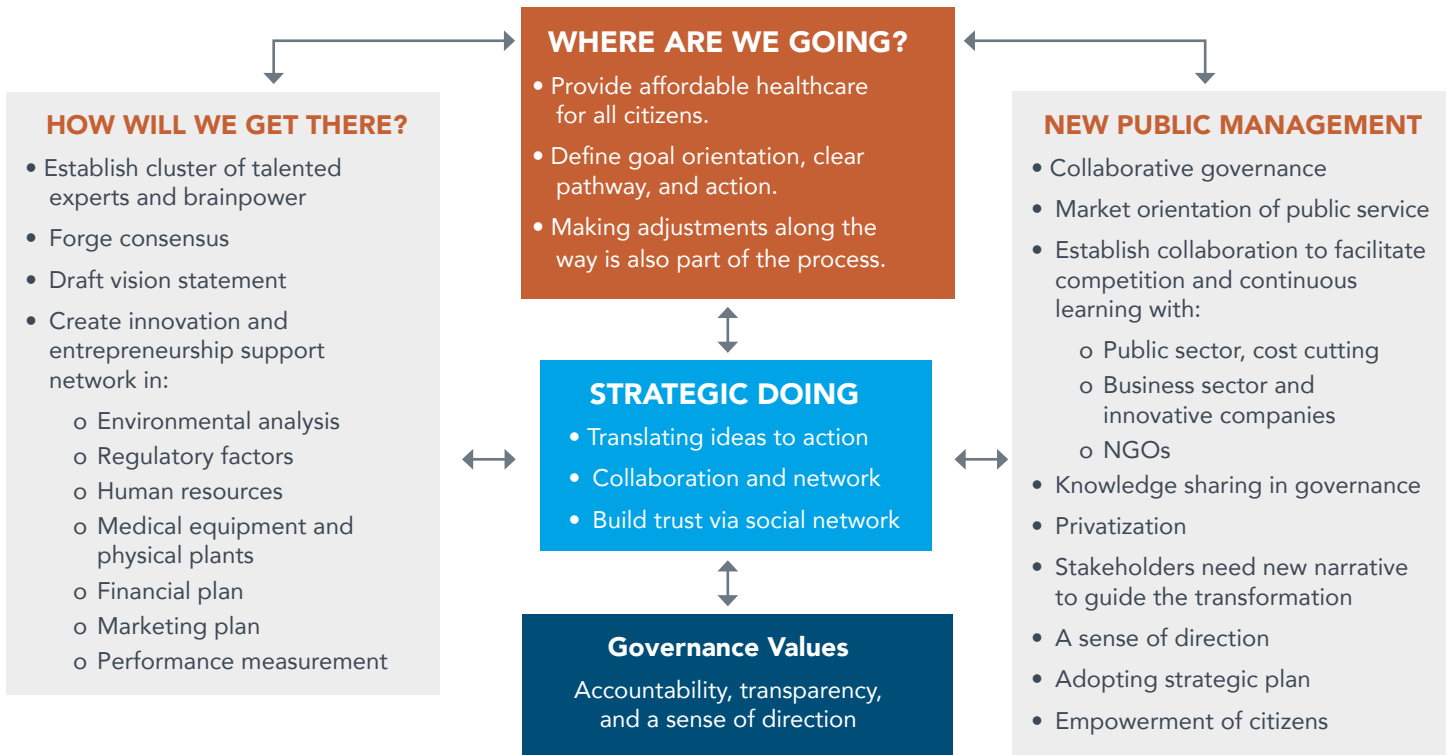 WHERE ARE WE GOING?
• Provide affordable healthcare
for all citizens.
• Define goal orientation, clear
pathway, and action.
• Making adjustments along the
way is also part of the process.
HOW WILL WE GET THERE?
• Establish cluster of talented
experts and brainpower
• Forge consensus
• Draft vision statement
• Create innovation and
entrepreneurship support
network in:
o Environmental analysis
o Regulatory factors
o Human resources
o Medical equipment and
physical plants
o Financial plan
o Marketing plan
o Performance measurement
STRATEGIC DOING
• Translating ideas to action
• Collaboration and network
• Build trust via social network
Governance Values
Accountability, transparency,
and a sense of direction
NEW PUBLIC MANAGEMENT
• Collaborative governance
• Market orientation of public service
• Establish collaboration to facilitate
competition and continuous
learning with:
o Public sector, cost cutting
o Business sector and
innovative companies
o NGOs
• Knowledge sharing in governance
• Privatization
• Stakeholders need new narrative
to guide the transformation
• A sense of direction
• Adopting strategic plan
• Empowerment of citizens